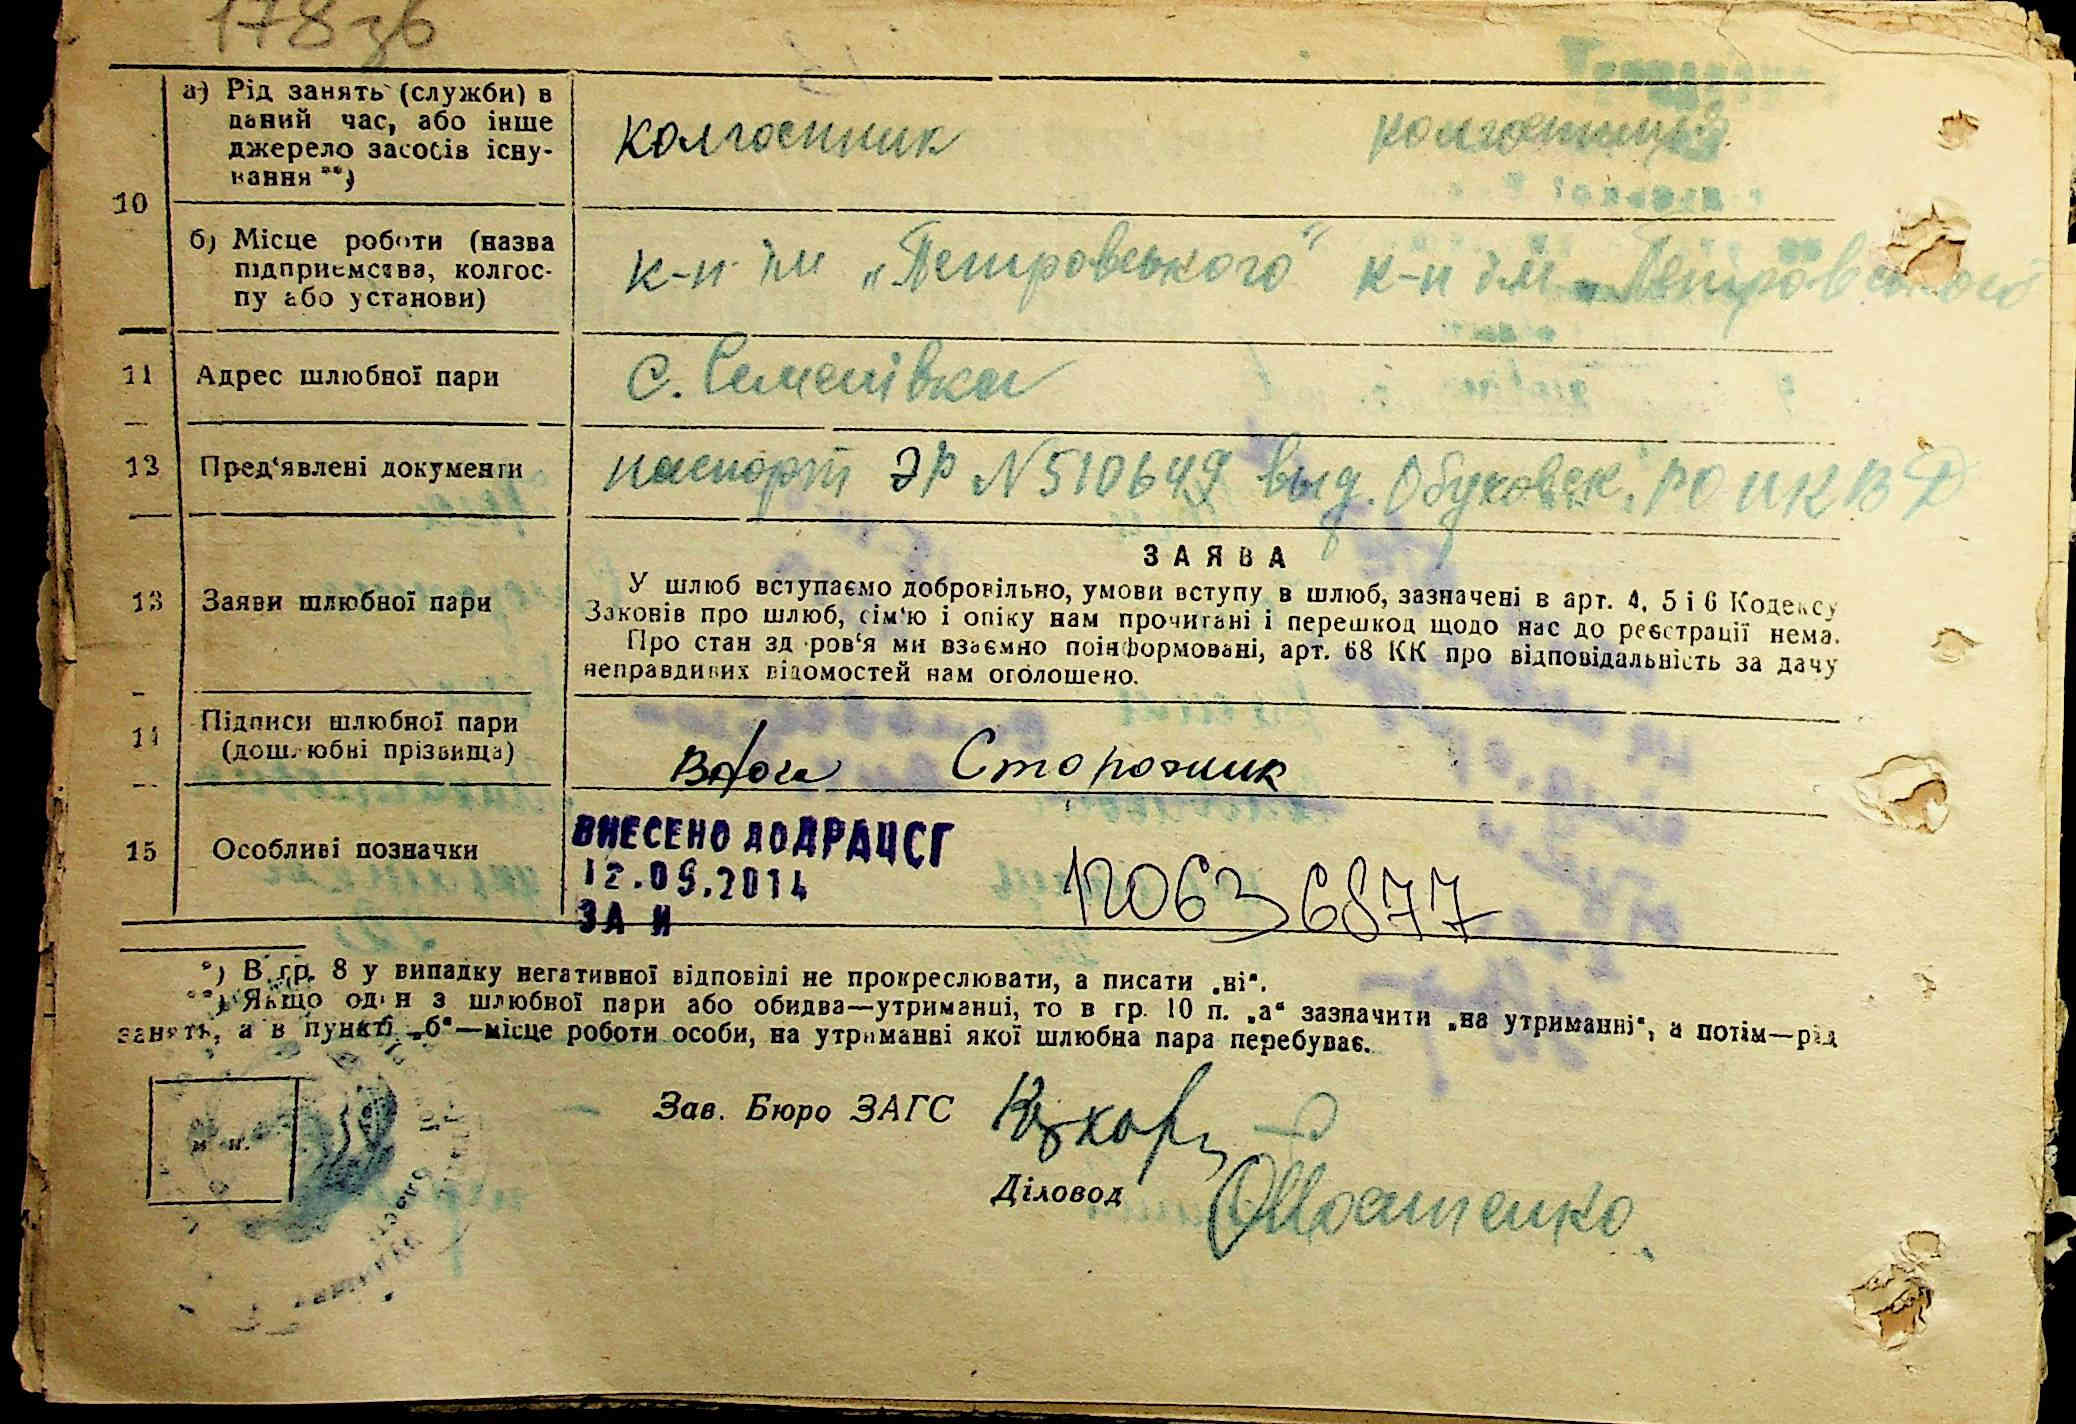 178 зв
10
а) Рід занять (служби) в
даний час, або інше
джерело засобів існу-
вання **)
колгоспник колгоспниця
б) Місце роботи (назва
підприємства, колгос-
пу або установи)
к-п ім „Петровського“ к-п ім „Петровського
11 Адрес шлюбної пари
с. Семенівка
12 Пред‘явлені документи
паспорт ЭР N 510649 выд. Обуховск. РО НКВД
13 Заяви шлюбної пари
ЗАЯВА
У шлюб вступаємо добровільно, умови вступу в шлюб, зазначені в арт. 4, 5 і 6 Кодексу
Законів про шлюб, сім‘ю і опіку нам прочитані і перешкод щодо нас до реєстрації нема.
Про стан здоров‘я ми взаємно поінформовані, арт. 68 КК про відповідальність за дачу
неправдивих відомостей нам оголошено.
14 Підписи шлюбної пари
(дошлюбні прізвища)
Сторожик
15 Особливі позначки
ВНЕСЕНО ДО ДРАЦСГ
12.09.2014
ЗА И
12063 6877
*) В гр. 8 у випадку негативної відповіді не прокреслювати, а писати „ні“.
**) Якщо один з шлюбної пари або обидва—утриманці, то в гр. 10 п. „а“ зазначити „на утриманні“, а потім—рід
занять, а в пункті „б“—місце роботи особи, на утриманні якої шлюбна пара перебуває.
м. п.
Зав. Бюро ЗАГС
Діловод